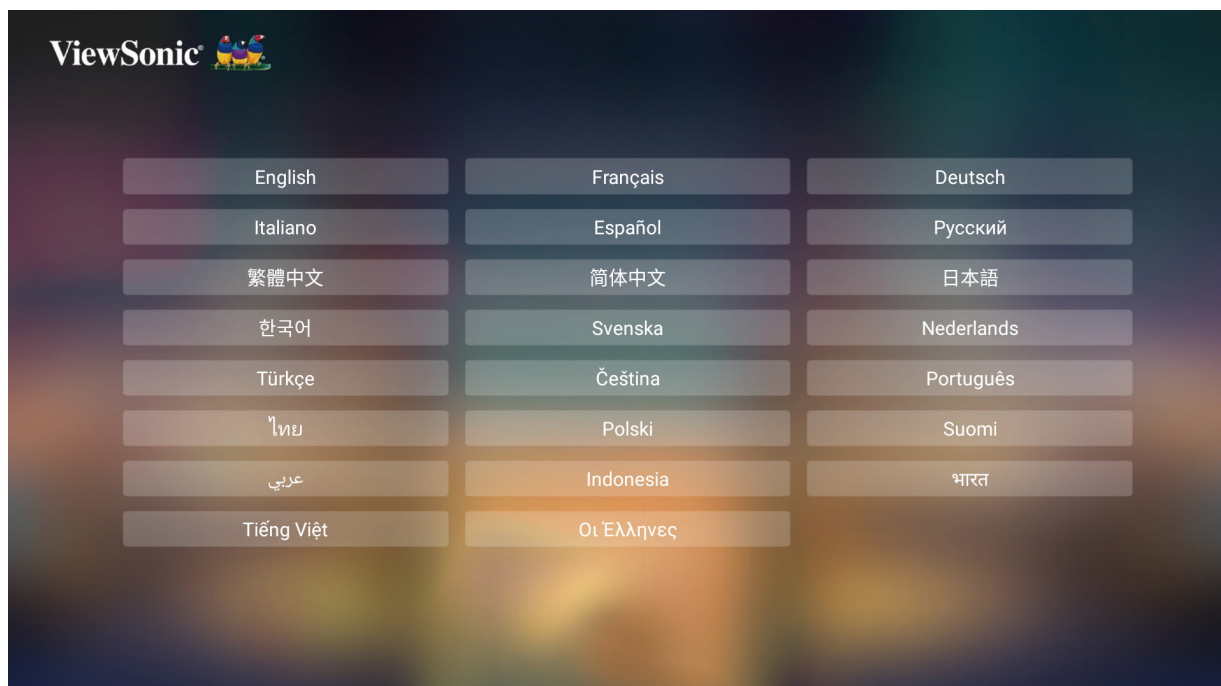 ViewSonic®
English
Français
Deutsch
Italiano
Español
Русский
繁體中文
简体中文
日本語
한국어
Svenska
Nederlands
Türkçe
Čeština
Português
ไทย
Polski
Suomi
عربي
Indonesia
भारत
Tiếng Việt
Οι Έλληνες